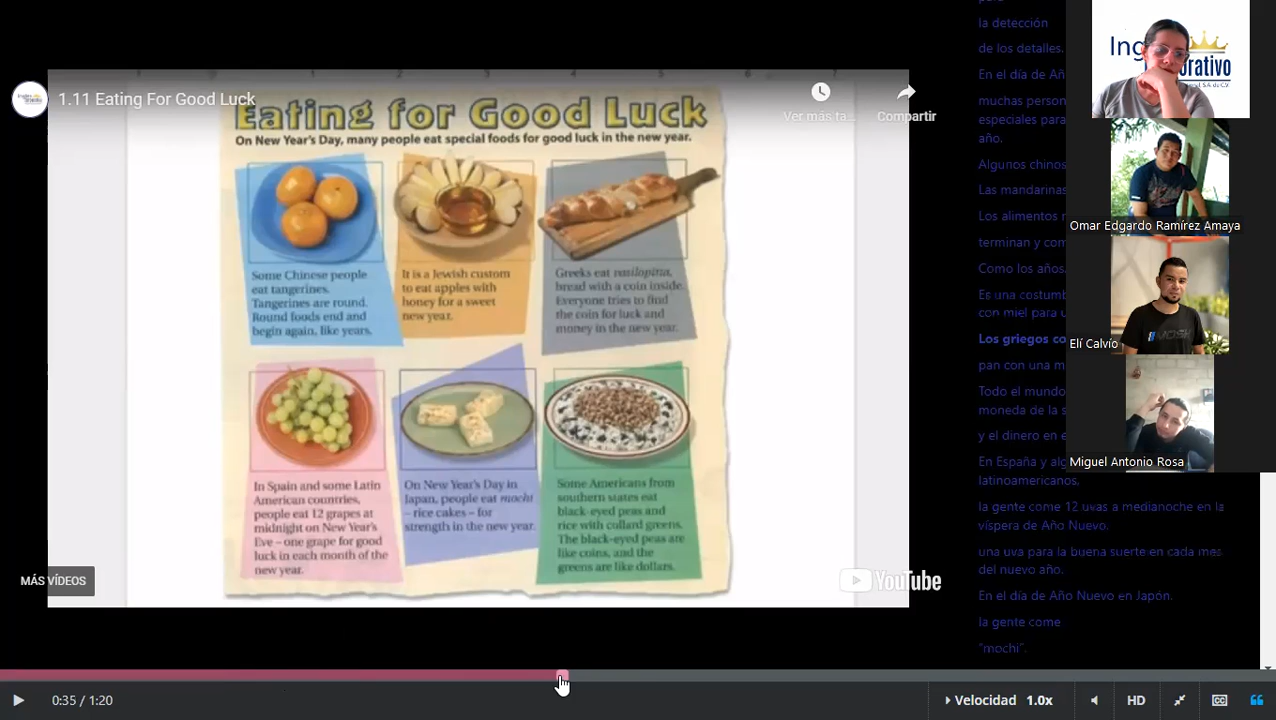 1.11 Eating For Good Luck
Ver más ta...
Compartir
Eating for Good Luck
On New Year's Day, many people eat special foods for good luck in the new year.
Some Chinese people
eat tangerines.
Tangerines are round.
Round foods end and
begin again, like years.
It is a Jewish custom
to eat apples with
honey for a sweet
new year.
Greeks eat vasilopitta,
bread with a coin inside.
Everyone tries to find
the coin for luck and
money in the new year.
In Spain and some Latin
American countries,
people eat 12 grapes at
midnight on New Year's
Eve – one grape for good
luck in each month of the
new year.
On New Year's Day in
Japan, people eat mochi
– rice cakes – for
strength in the new year.
Some Americans from
southern states eat
black-eyed peas and
rice with collard greens.
The black-eyed peas are
like coins, and the
greens are like dollars.
MÁS VÍDEOS
YouTube
la detección
de los detalles.
En el día de Añ
muchas person
especiales para
año.
Algunos chinos
Las mandarinas
Los alimentos r
terminan y com
Como los años.
Es una costumb
con miel para u
Los griegos co
pan con una m
Todo el mundo
moneda de la s
y el dinero en e
En España y alg
latinoamericanos,
la gente come 12 uvas a medianoche en la
víspera de Año Nuevo.
una uva para la buena suerte en cada mes
del nuevo año.
En el día de Año Nuevo en Japón.
la gente come
"mochi".
Omar Edgardo Ramírez Amaya
Elí Calvío
Miguel Antonio Rosa
0:35 / 1:20
Velocidad 1.0x
HD
CC